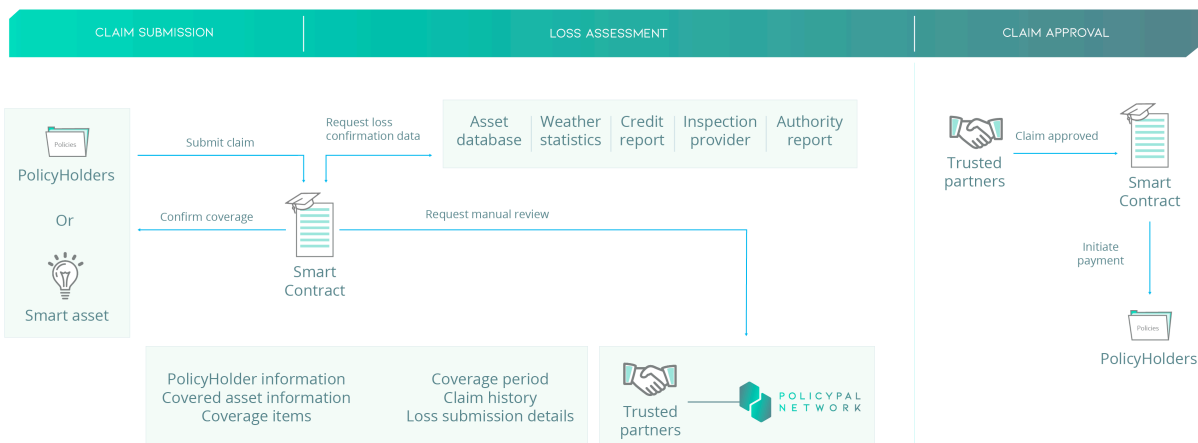 CLAIM SUBMISSION
LOSS ASSESSMENT
CLAIM APPROVAL
Policies
PolicyHolders
Or
Smart asset
Submit claim
Confirm coverage
Request loss
confirmation data
Smart
Contract
Asset
database
Weather
statistics
Credit
report
Inspection
provider
Authority
report
Request manual review
PolicyHolder information
Covered asset information
Coverage items
Coverage period
Claim history
Loss submission details
Trusted
partners
POLICYPAL
NETWORK
Trusted
partners
Claim approved
Smart
Contract
Initiate
payment
Policies
PolicyHolders